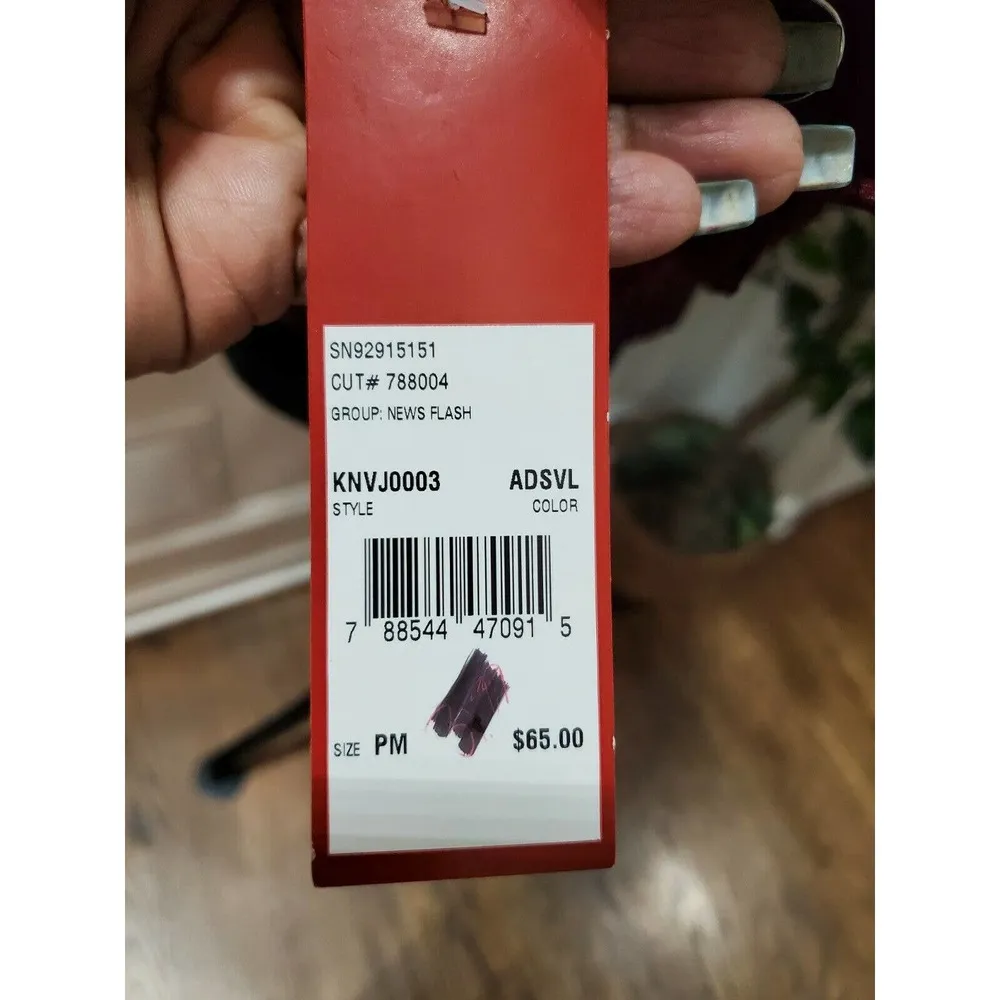 SN92915151
CUT# 788004
GROUP: NEWS FLASH
KNVJ0003 ADSVL
STYLE COLOR
7 88544 47091 5
SIZE PM $65.00